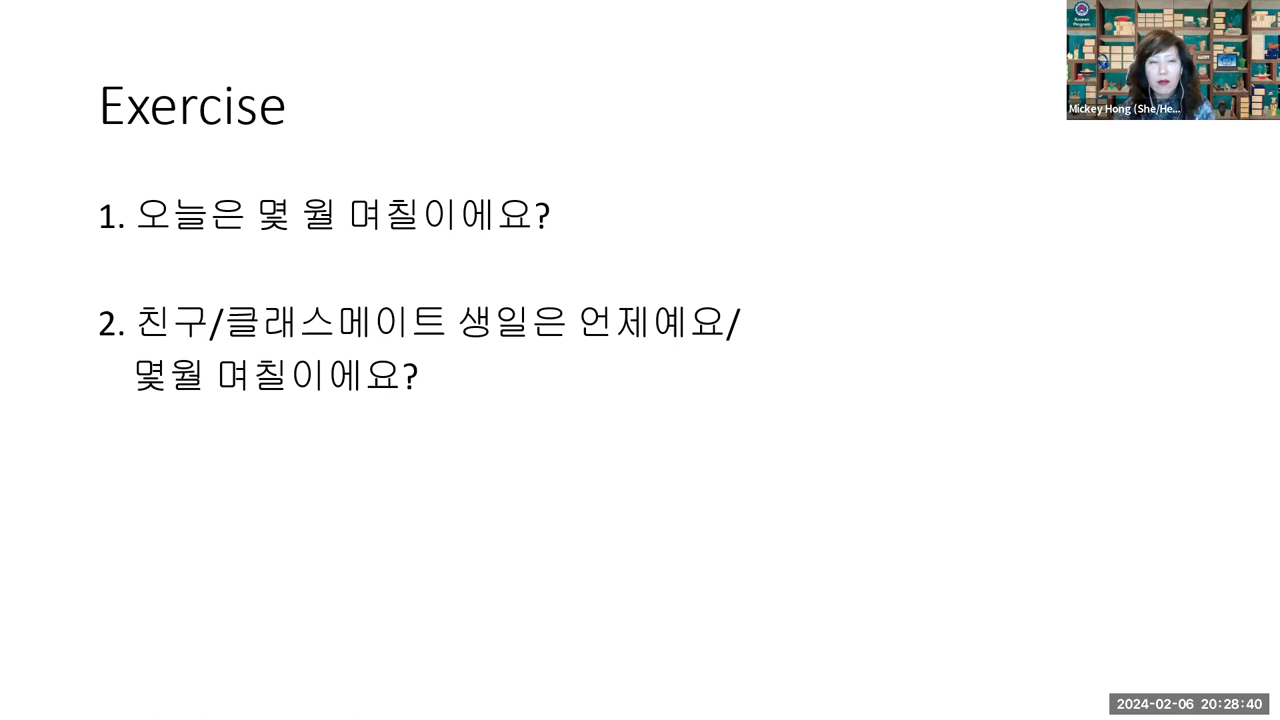 Exercise
1. 오늘은 몇 월 며칠이에요?
2. 친구/클래스메이트 생일은 언제예요/
몇월 며칠이에요?
Korean
Program
Mickey Hong (She/He...
2024-02-06 20:28:40